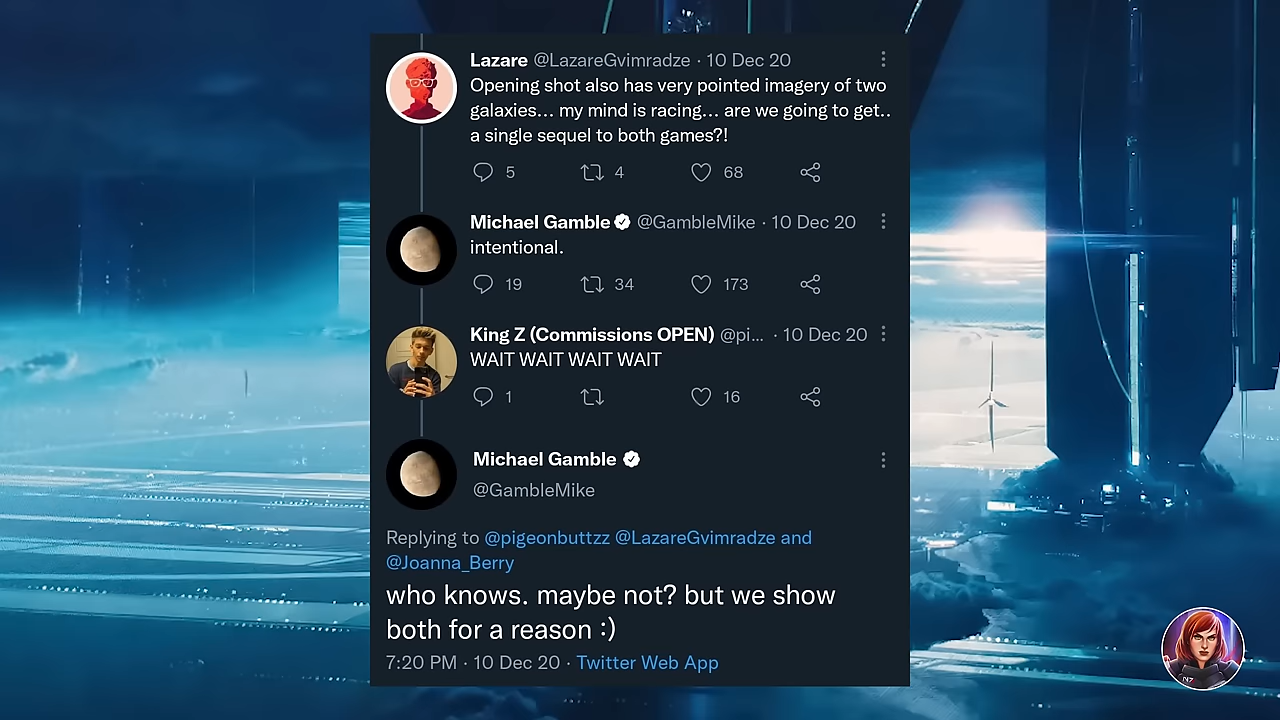 Lazare @LazareGvimradze · 10 Dec 20
Opening shot also has very pointed imagery of two
galaxies... my mind is racing... are we going to get..
a single sequel to both games?!
5 4 68
Michael Gamble @GambleMike · 10 Dec 20
intentional.
19 34 173
King Z (Commissions OPEN) @pi... · 10 Dec 20
WAIT WAIT WAIT WAIT
1 16
Michael Gamble
@GambleMike
Replying to @pigeonbuttzz @LazareGvimradze and
@Joanna_Berry
who knows. maybe not? but we show
both for a reason :)
7:20 PM · 10 Dec 20 · Twitter Web App
N7